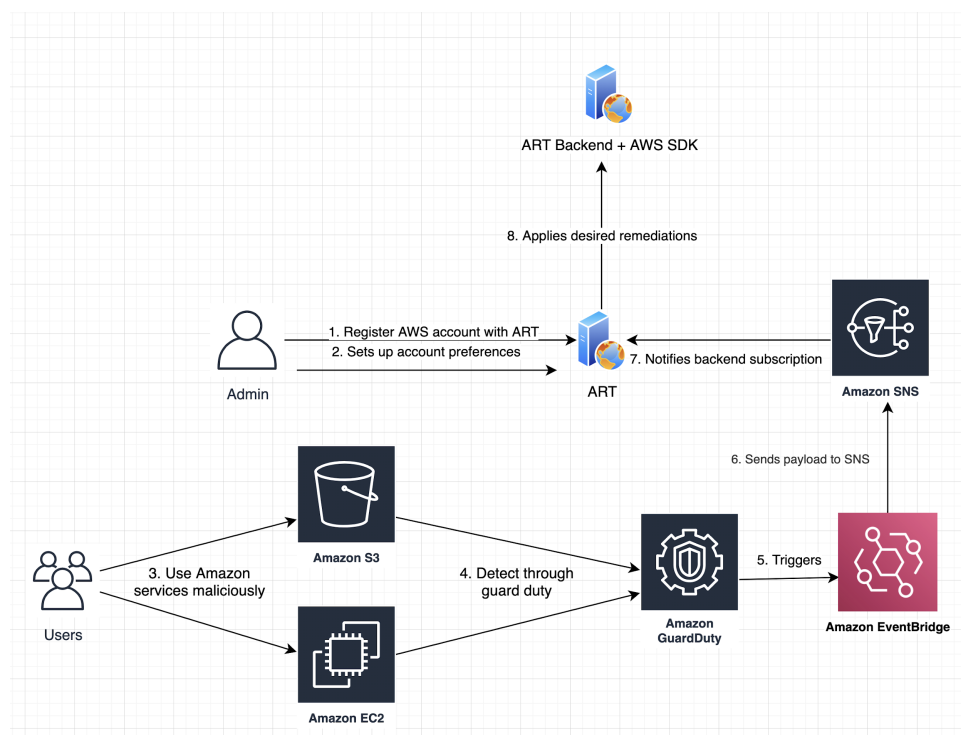 ART Backend + AWS SDK
8. Applies desired remediations
1. Register AWS account with ART
2. Sets up account preferences
7. Notifies backend subscription
Admin
ART
Amazon SNS
6. Sends payload to SNS
Amazon S3
3. Use Amazon
services maliciously
4. Detect through
guard duty
5. Triggers
Users
Amazon
GuardDuty
Amazon EventBridge
Amazon EC2